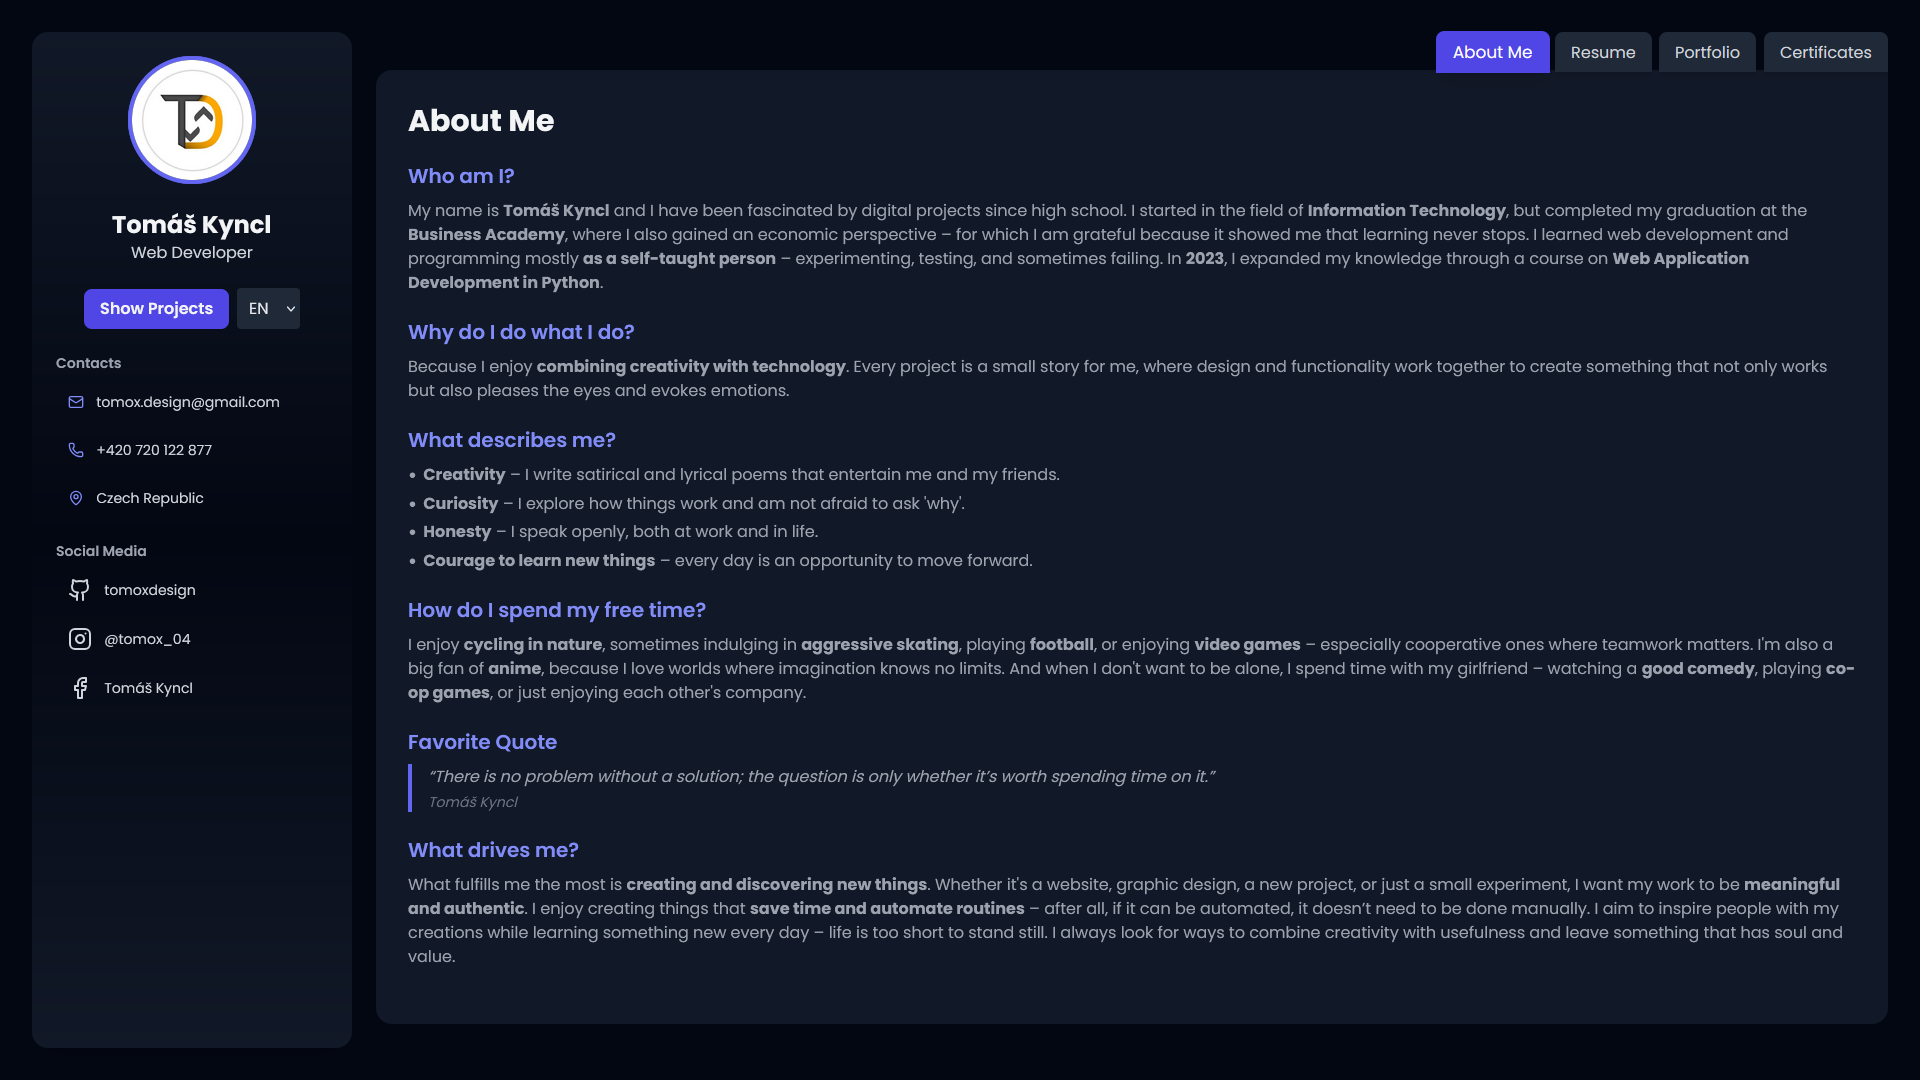 Tomáš Kyncl
Web Developer
Show Projects
EN
Contacts
tomox.design@gmail.com
+420 720 122 877
Czech Republic
Social Media
tomoxdesign
@tomox_04
Tomáš Kyncl
About Me
Resume
Portfolio
Certificates
About Me
Who am I?
My name is Tomáš Kyncl and I have been fascinated by digital projects since high school. I started in the field of Information Technology, but completed my graduation at the
Business Academy, where I also gained an economic perspective – for which I am grateful because it showed me that learning never stops. I learned web development and
programming mostly as a self-taught person – experimenting, testing, and sometimes failing. In 2023, I expanded my knowledge through a course on Web Application
Development in Python.
Why do I do what I do?
Because I enjoy combining creativity with technology. Every project is a small story for me, where design and functionality work together to create something that not only works
but also pleases the eyes and evokes emotions.
What describes me?
• Creativity – I write satirical and lyrical poems that entertain me and my friends.
• Curiosity – I explore how things work and am not afraid to ask 'why'.
• Honesty – I speak openly, both at work and in life.
• Courage to learn new things – every day is an opportunity to move forward.
How do I spend my free time?
I enjoy cycling in nature, sometimes indulging in aggressive skating, playing football, or enjoying video games – especially cooperative ones where teamwork matters. I'm also a
big fan of anime, because I love worlds where imagination knows no limits. And when I don't want to be alone, I spend time with my girlfriend – watching a good comedy, playing co-
op games, or just enjoying each other's company.
Favorite Quote
“There is no problem without a solution; the question is only whether it’s worth spending time on it.”
Tomáš Kyncl
What drives me?
What fulfills me the most is creating and discovering new things. Whether it's a website, graphic design, a new project, or just a small experiment, I want my work to be meaningful
and authentic. I enjoy creating things that save time and automate routines – after all, if it can be automated, it doesn’t need to be done manually. I aim to inspire people with my
creations while learning something new every day – life is too short to stand still. I always look for ways to combine creativity with usefulness and leave something that has soul and
value.